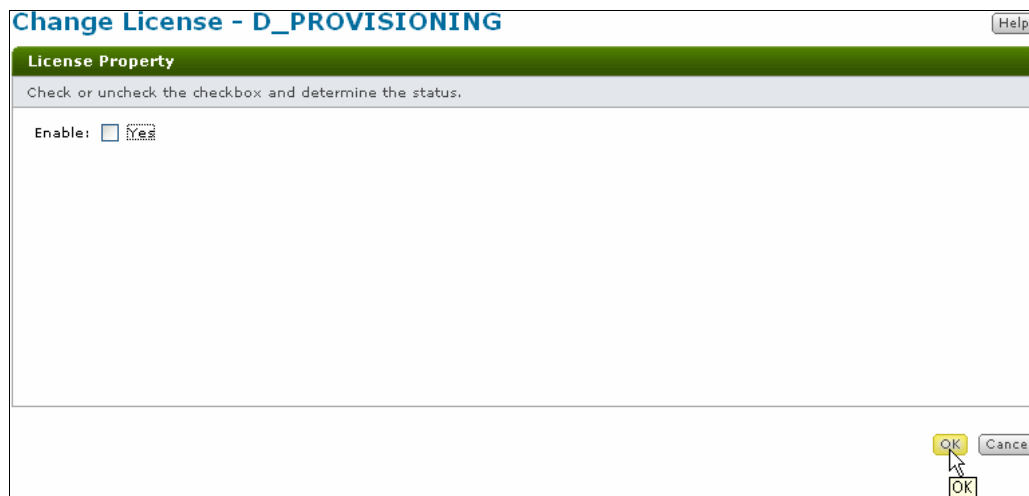 Change License - D_PROVISIONING
Help
License Property
Check or uncheck the checkbox and determine the status.
Enable: Yes
OK Cance
OK